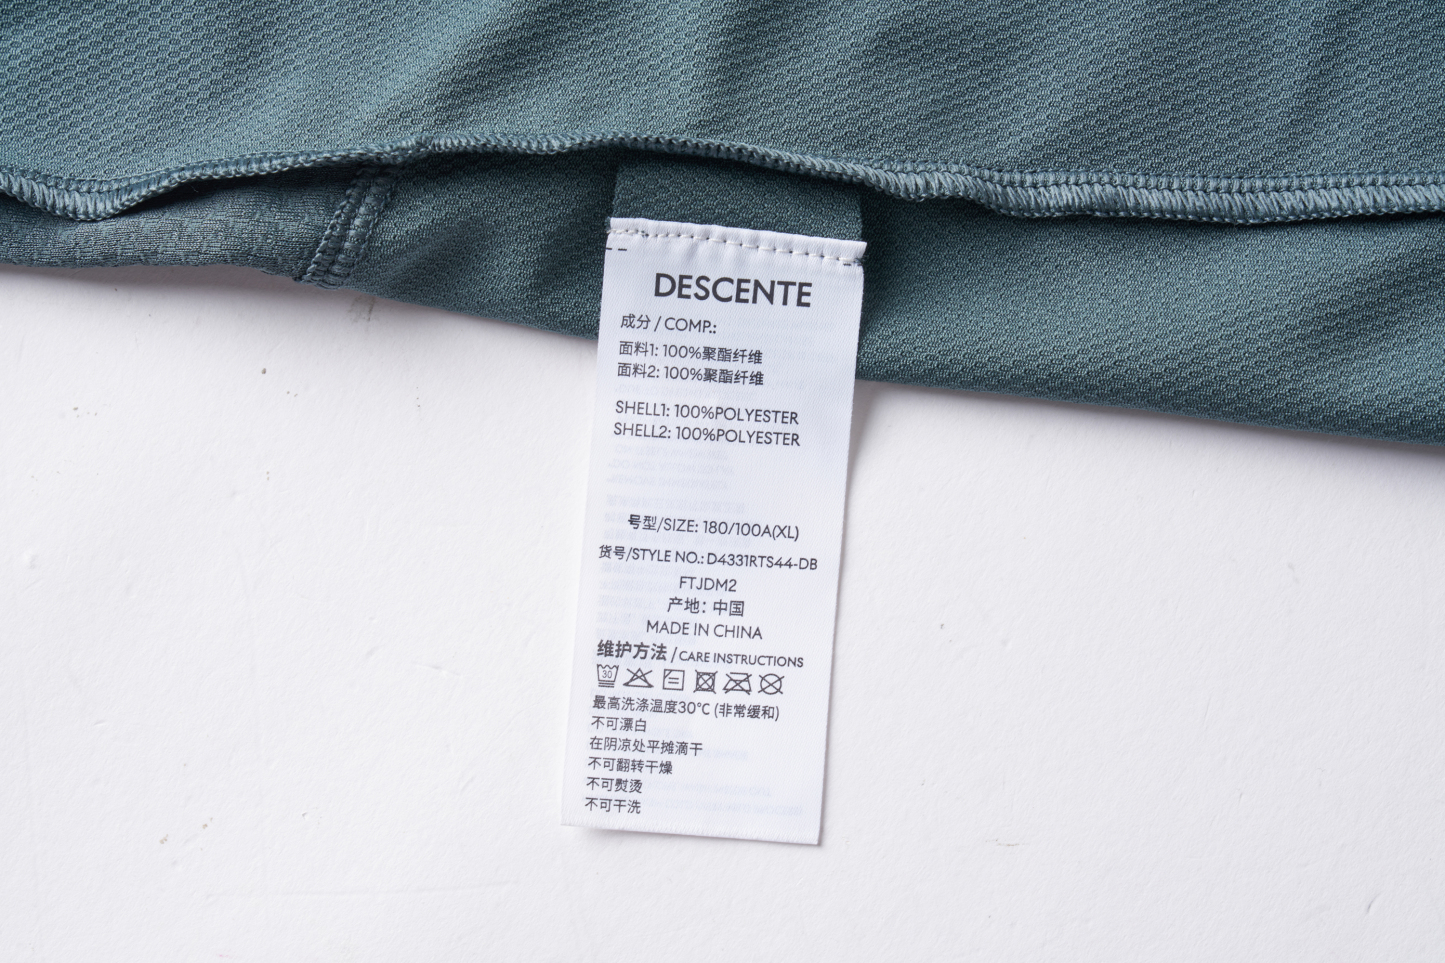 DESCENTE
成分 / COMP.:
面料1: 100%聚酯纤维
面料2: 100%聚酯纤维
SHELL1: 100%POLYESTER
SHELL2: 100%POLYESTER
号型/SIZE: 180/100A(XL)
货号/STYLE NO.: D4331RTS44-DB
FTJDM2
产地: 中国
MADE IN CHINA
维护方法 / CARE INSTRUCTIONS
30
最高洗涤温度30℃ (非常缓和)
不可漂白
在阴凉处平摊滴干
不可翻转干燥
不可熨烫
不可干洗